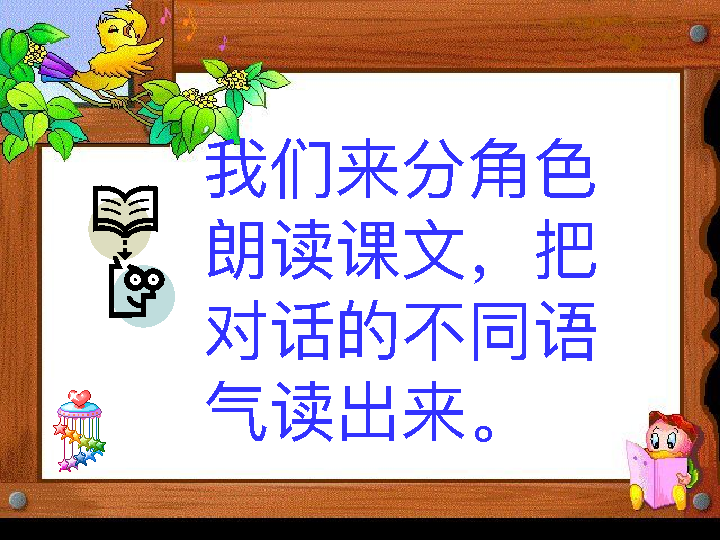 我们来分角色
朗读课文，把
对话的不同语
气读出来。